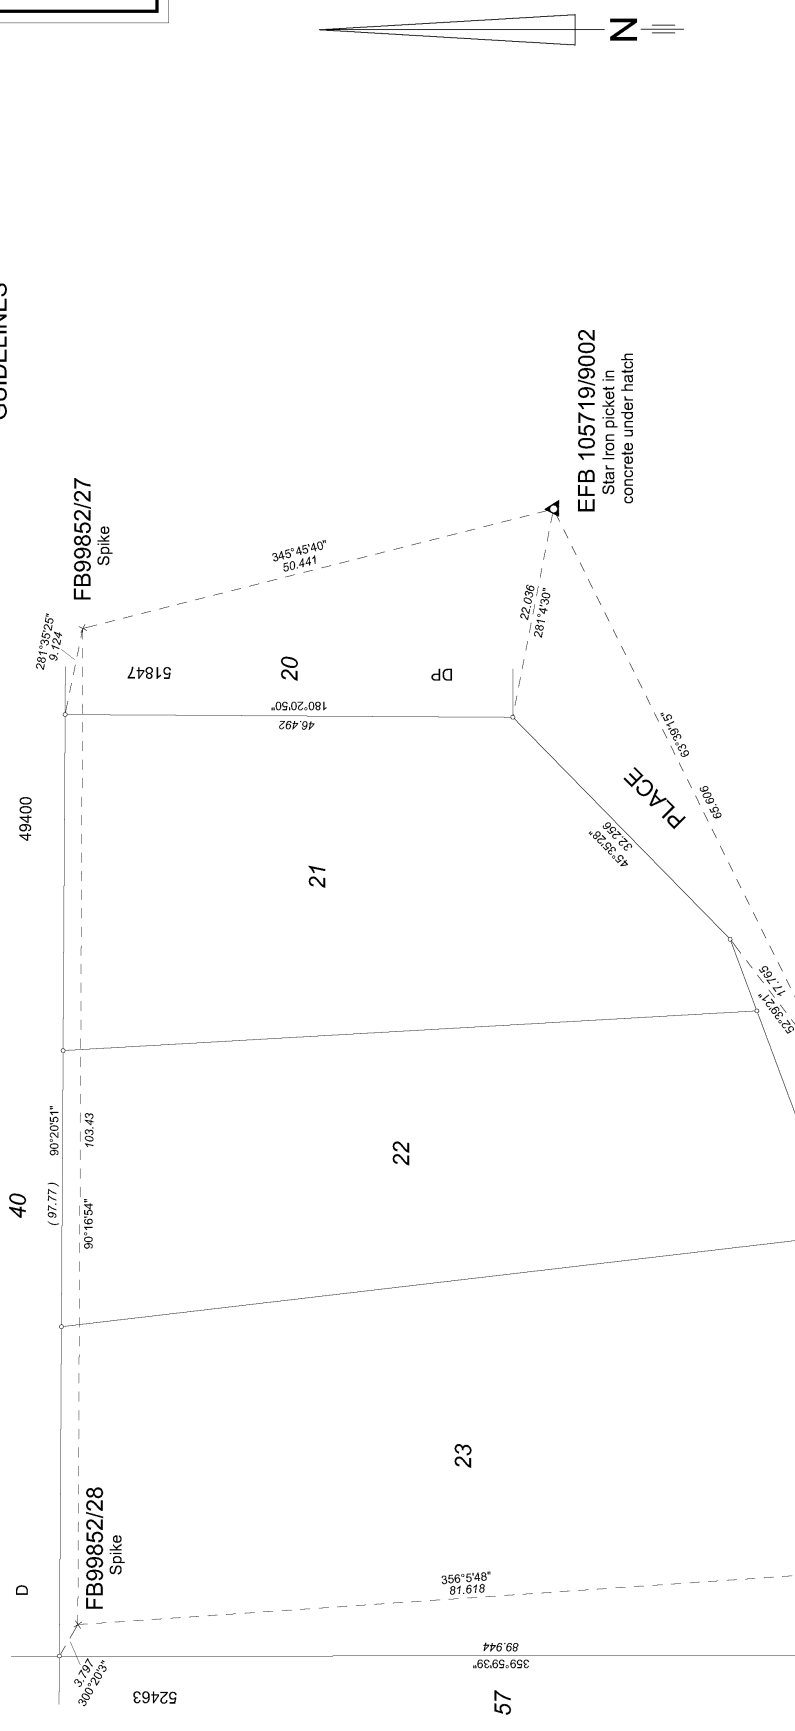 GUIDELINES
N
FB99852/27
Spike
EFB 105719/9002
Star Iron picket in
concrete under hatch
345°45'40"
50.441
22.036
281°4'30"
281°35'25"
9.124
51847
20
DP
180°20'50"
46.492
63°39'15"
65.606
PLACE
45°35'28"
32.256
49400
21
17.765
52°39'21"
90°20'51"
( 97.77 )
103.43
90°16'54"
40
22
23
FB99852/28
Spike
D
356°5'48"
81.618
89.944
359°59'39"
3.797
300°20'3"
52463
57